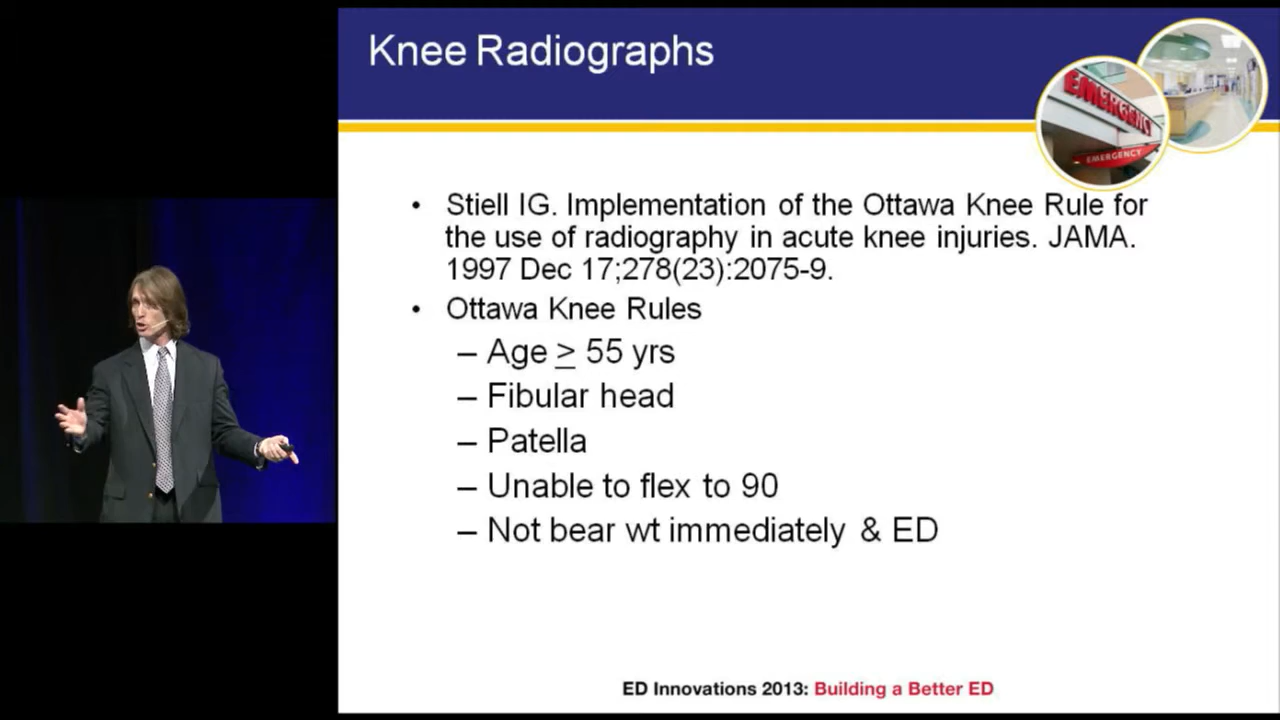 Knee Radiographs
EMERGENCY
EMERGENCY
• Stiell IG. Implementation of the Ottawa Knee Rule for
the use of radiography in acute knee injuries. JAMA.
1997 Dec 17;278(23):2075-9.
• Ottawa Knee Rules
– Age ≥ 55 yrs
– Fibular head
– Patella
– Unable to flex to 90
– Not bear wt immediately & ED
ED Innovations 2013: Building a Better ED